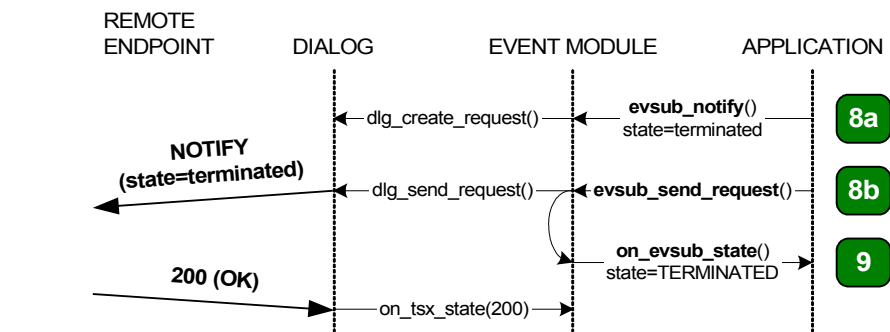 REMOTE
ENDPOINT
DIALOG
EVENT MODULE
APPLICATION
dlg_create_request()
evsub_notify()
state=terminated
8a
NOTIFY
(state=terminated)
dlg_send_request()
evsub_send_request()
8b
on_evsub_state()
state=TERMINATED
9
200 (OK)
on_tsx_state(200)